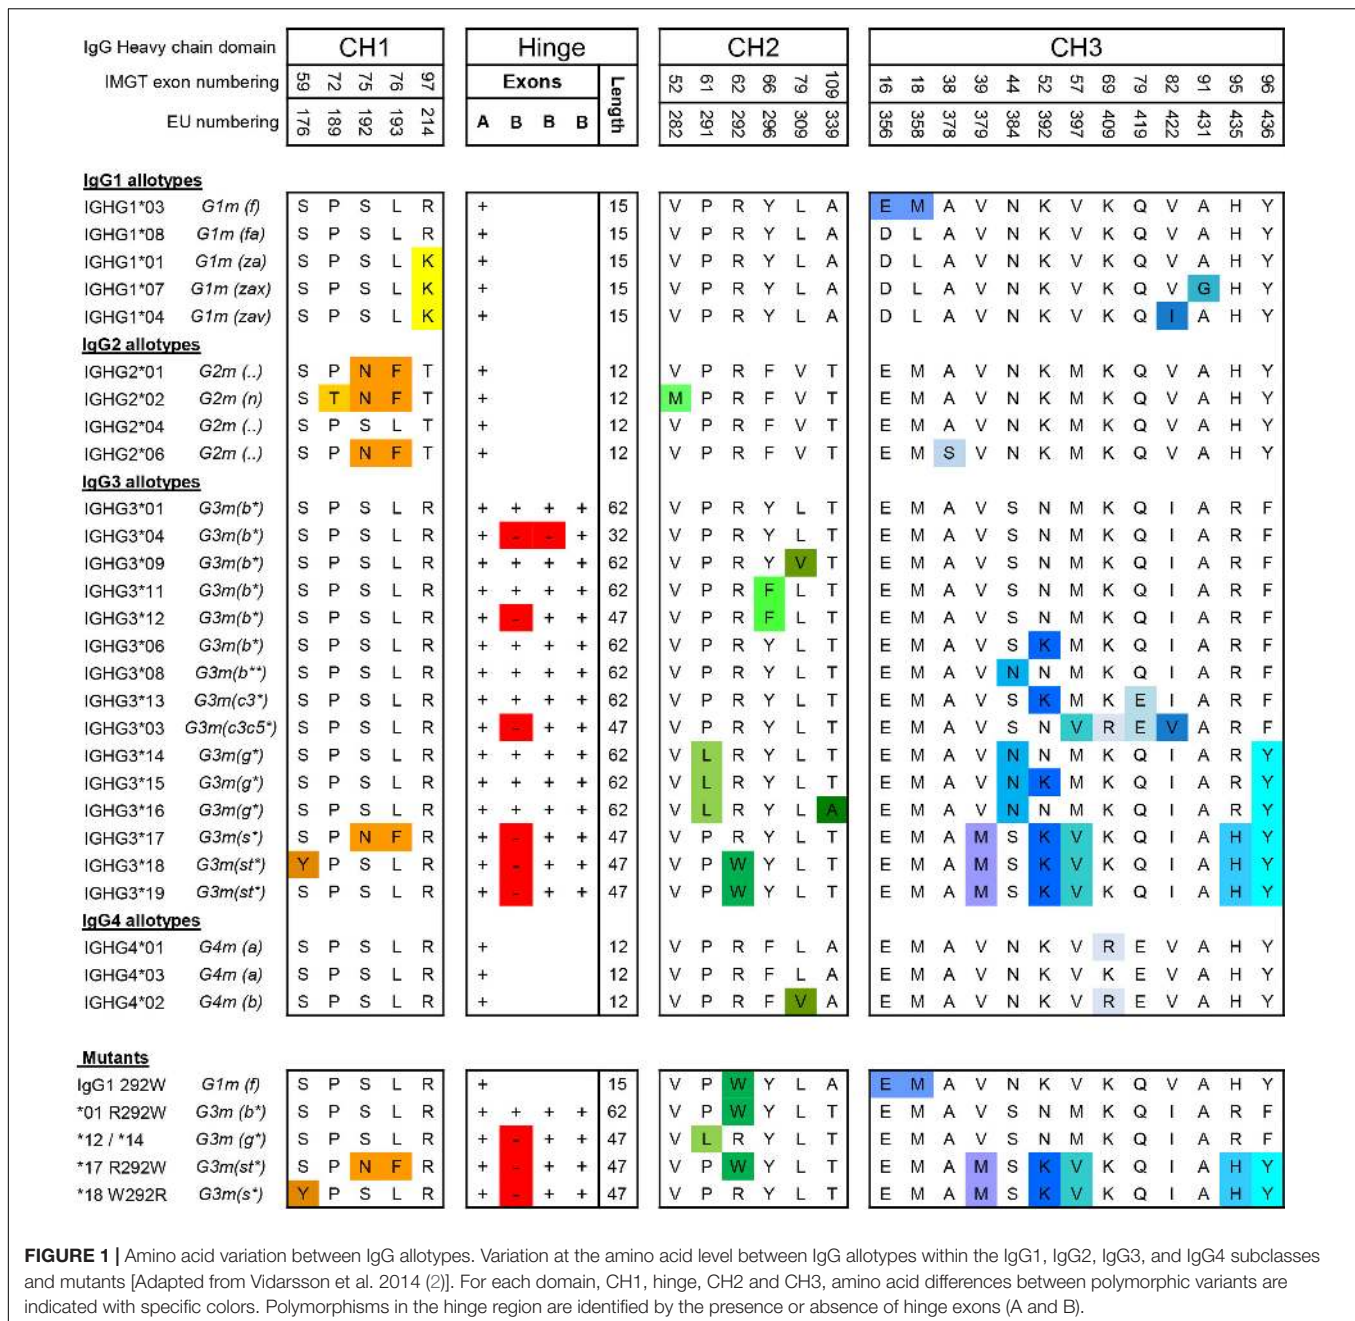 IgG Heavy chain domain CH1 Hinge CH2 CH3
IMGT exon numbering 59 72 75 76 97 Exons Length 52 61 62 66 79 109 16 18 38 39 44 52 57 69 79 82 91 95 96
EU numbering 176 189 192 193 214 A B B B 282 291 292 296 309 339 356 358 378 379 384 392 397 409 419 422 431 435 436
IgG1 allotypes
IGHG1*03 G1m (f) S P S L R + 15 V P R Y L A E M A V N K V K Q V A H Y
IGHG1*08 G1m (fa) S P S L R + 15 V P R Y L A D L A V N K V K Q V A H Y
IGHG1*01 G1m (za) S P S L K + 15 V P R Y L A D L A V N K V K Q V A H Y
IGHG1*07 G1m (zax) S P S L K + 15 V P R Y L A D L A V N K V K Q V G H Y
IGHG1*04 G1m (zav) S P S L K + 15 V P R Y L A D L A V N K V K Q I A H Y
IgG2 allotypes
IGHG2*01 G2m (..) S P N F T + 12 V P R F V T E M A V N K M K Q V A H Y
IGHG2*02 G2m (n) S T N F T + 12 M P R F V T E M A V N K M K Q V A H Y
IGHG2*04 G2m (..) S P S L T + 12 V P R F V T E M A V N K M K Q V A H Y
IGHG2*06 G2m (..) S P N F T + 12 V P R F V T E M S V N K M K Q V A H Y
IgG3 allotypes
IGHG3*01 G3m(b*) S P S L R + + + + 62 V P R Y L T E M A V S N M K Q I A R F
IGHG3*04 G3m(b*) S P S L R + - - + 32 V P R Y L T E M A V S N M K Q I A R F
IGHG3*09 G3m(b*) S P S L R + + + + 62 V P R Y V T E M A V S N M K Q I A R F
IGHG3*11 G3m(b*) S P S L R + + + + 62 V P R F L T E M A V S N M K Q I A R F
IGHG3*12 G3m(b*) S P S L R + - + + 47 V P R F L T E M A V S N M K Q I A R F
IGHG3*06 G3m(b*) S P S L R + + + + 62 V P R Y L T E M A V S K M K Q I A R F
IGHG3*08 G3m(b**) S P S L R + + + + 62 V P R Y L T E M A V N N M K Q I A R F
IGHG3*13 G3m(c3*) S P S L R + + + + 62 V P R Y L T E M A V S K M K E I A R F
IGHG3*03 G3m(c3c5*) S P S L R + - + + 47 V P R Y L T E M A V S N V R E V A R F
IGHG3*14 G3m(g*) S P S L R + + + + 62 V L R Y L T E M A V N N M K Q I A R Y
IGHG3*15 G3m(g*) S P S L R + + + + 62 V L R Y L T E M A V N K M K Q I A R Y
IGHG3*16 G3m(g*) S P S L R + + + + 62 V L R Y L A E M A V N N M K Q I A R Y
IGHG3*17 G3m(s*) S P N F R + - + + 47 V P R Y L T E M A M S K V K Q I A H Y
IGHG3*18 G3m(st*) Y P S L R + - + + 47 V P W Y L T E M A M S K V K Q I A H Y
IGHG3*19 G3m(st*) S P S L R + - + + 47 V P W Y L T E M A M S K V K Q I A H Y
IgG4 allotypes
IGHG4*01 G4m (a) S P S L R + 12 V P R F L A E M A V N K V R E V A H Y
IGHG4*03 G4m (a) S P S L R + 12 V P R F L A E M A V N K V K E V A H Y
IGHG4*02 G4m (b) S P S L R + 12 V P R F V A E M A V N K V R E V A H Y
Mutants
IgG1 292W G1m (f) S P S L R + 15 V P W Y L A E M A V N K V K Q V A H Y
*01 R292W G3m (b*) S P S L R + + + + 62 V P W Y L T E M A V S N M K Q I A R F
*12 / *14 G3m (g*) S P S L R + - + + 47 V L R Y L T E M A V S N M K Q I A R F
*17 R292W G3m(st*) S P N F R + - + + 47 V P W Y L T E M A M S K V K Q I A H Y
*18 W292R G3m(s*) Y P S L R + - + + 47 V P R Y L T E M A M S K V K Q I A H Y
FIGURE 1 | Amino acid variation between IgG allotypes. Variation at the amino acid level between IgG allotypes within the IgG1, IgG2, IgG3, and IgG4 subclasses
and mutants [Adapted from Vidarsson et al. 2014 (2)]. For each domain, CH1, hinge, CH2 and CH3, amino acid differences between polymorphic variants are
indicated with specific colors. Polymorphisms in the hinge region are identified by the presence or absence of hinge exons (A and B).